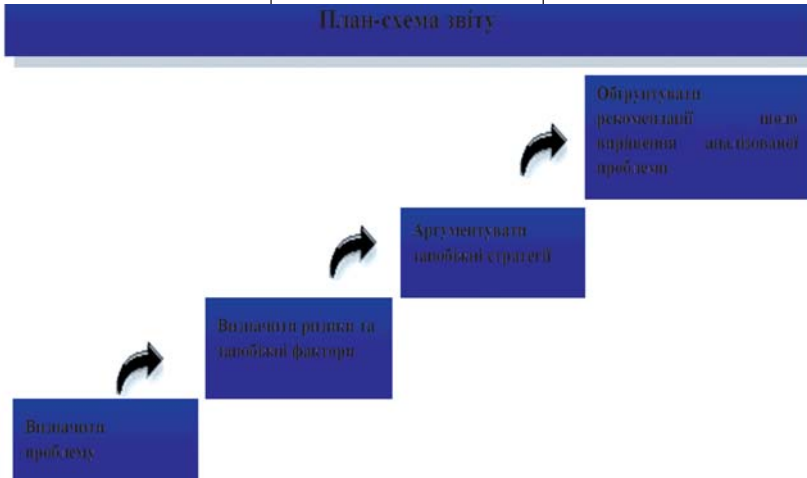 План-схема звіту
Обґрунтувати
рекомендації щодо
вирішення аналізованої
проблеми
Аргументувати
запобіжні стратегії
Визначити ризики та
запобіжні фактори
Визначити
проблему